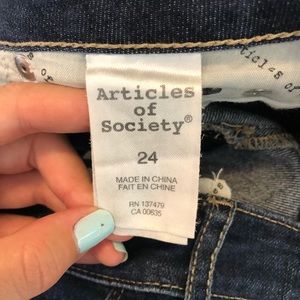 Articles
of
Society®
24
MADE IN CHINA
FAIT EN CHINE
RN 137479
CA 00635